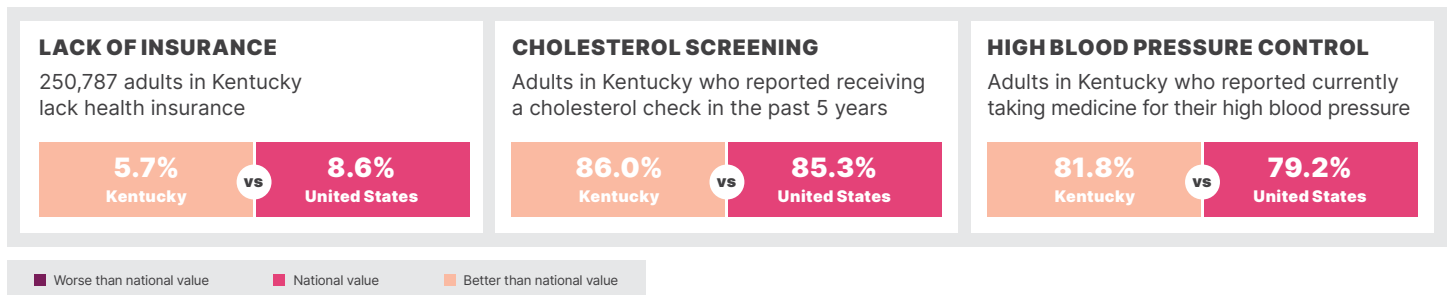 LACK OF INSURANCE
250,787 adults in Kentucky
lack health insurance
5.7%
Kentucky
vs
8.6%
United States
CHOLESTEROL SCREENING
Adults in Kentucky who reported receiving
a cholesterol check in the past 5 years
86.0%
Kentucky
vs
85.3%
United States
HIGH BLOOD PRESSURE CONTROL
Adults in Kentucky who reported currently
taking medicine for their high blood pressure
81.8%
Kentucky
vs
79.2%
United States
Worse than national value
National value
Better than national value